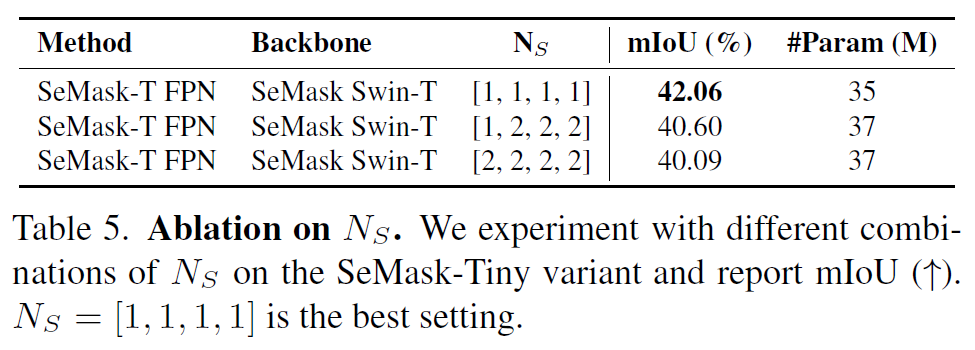 Method Backbone N_S mIoU (%) #Param (M)
SeMask-T FPN SeMask Swin-T [1, 1, 1, 1] 42.06 35
SeMask-T FPN SeMask Swin-T [1, 2, 2, 2] 40.60 37
SeMask-T FPN SeMask Swin-T [2, 2, 2, 2] 40.09 37
Table 5. Ablation on N_S. We experiment with different combi-
nations of N_S on the SeMask-Tiny variant and report mIoU (↑).
N_S = [1, 1, 1, 1] is the best setting.